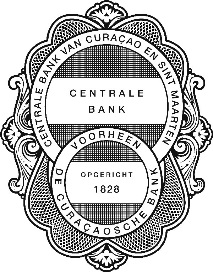 CENTRALE BANK VAN CURAÇAO EN SINT MAARTEN
CENTRALE
BANK
VOORHEEN
OPGERICHT
1828
DE CURAÇAOSCHE BANK